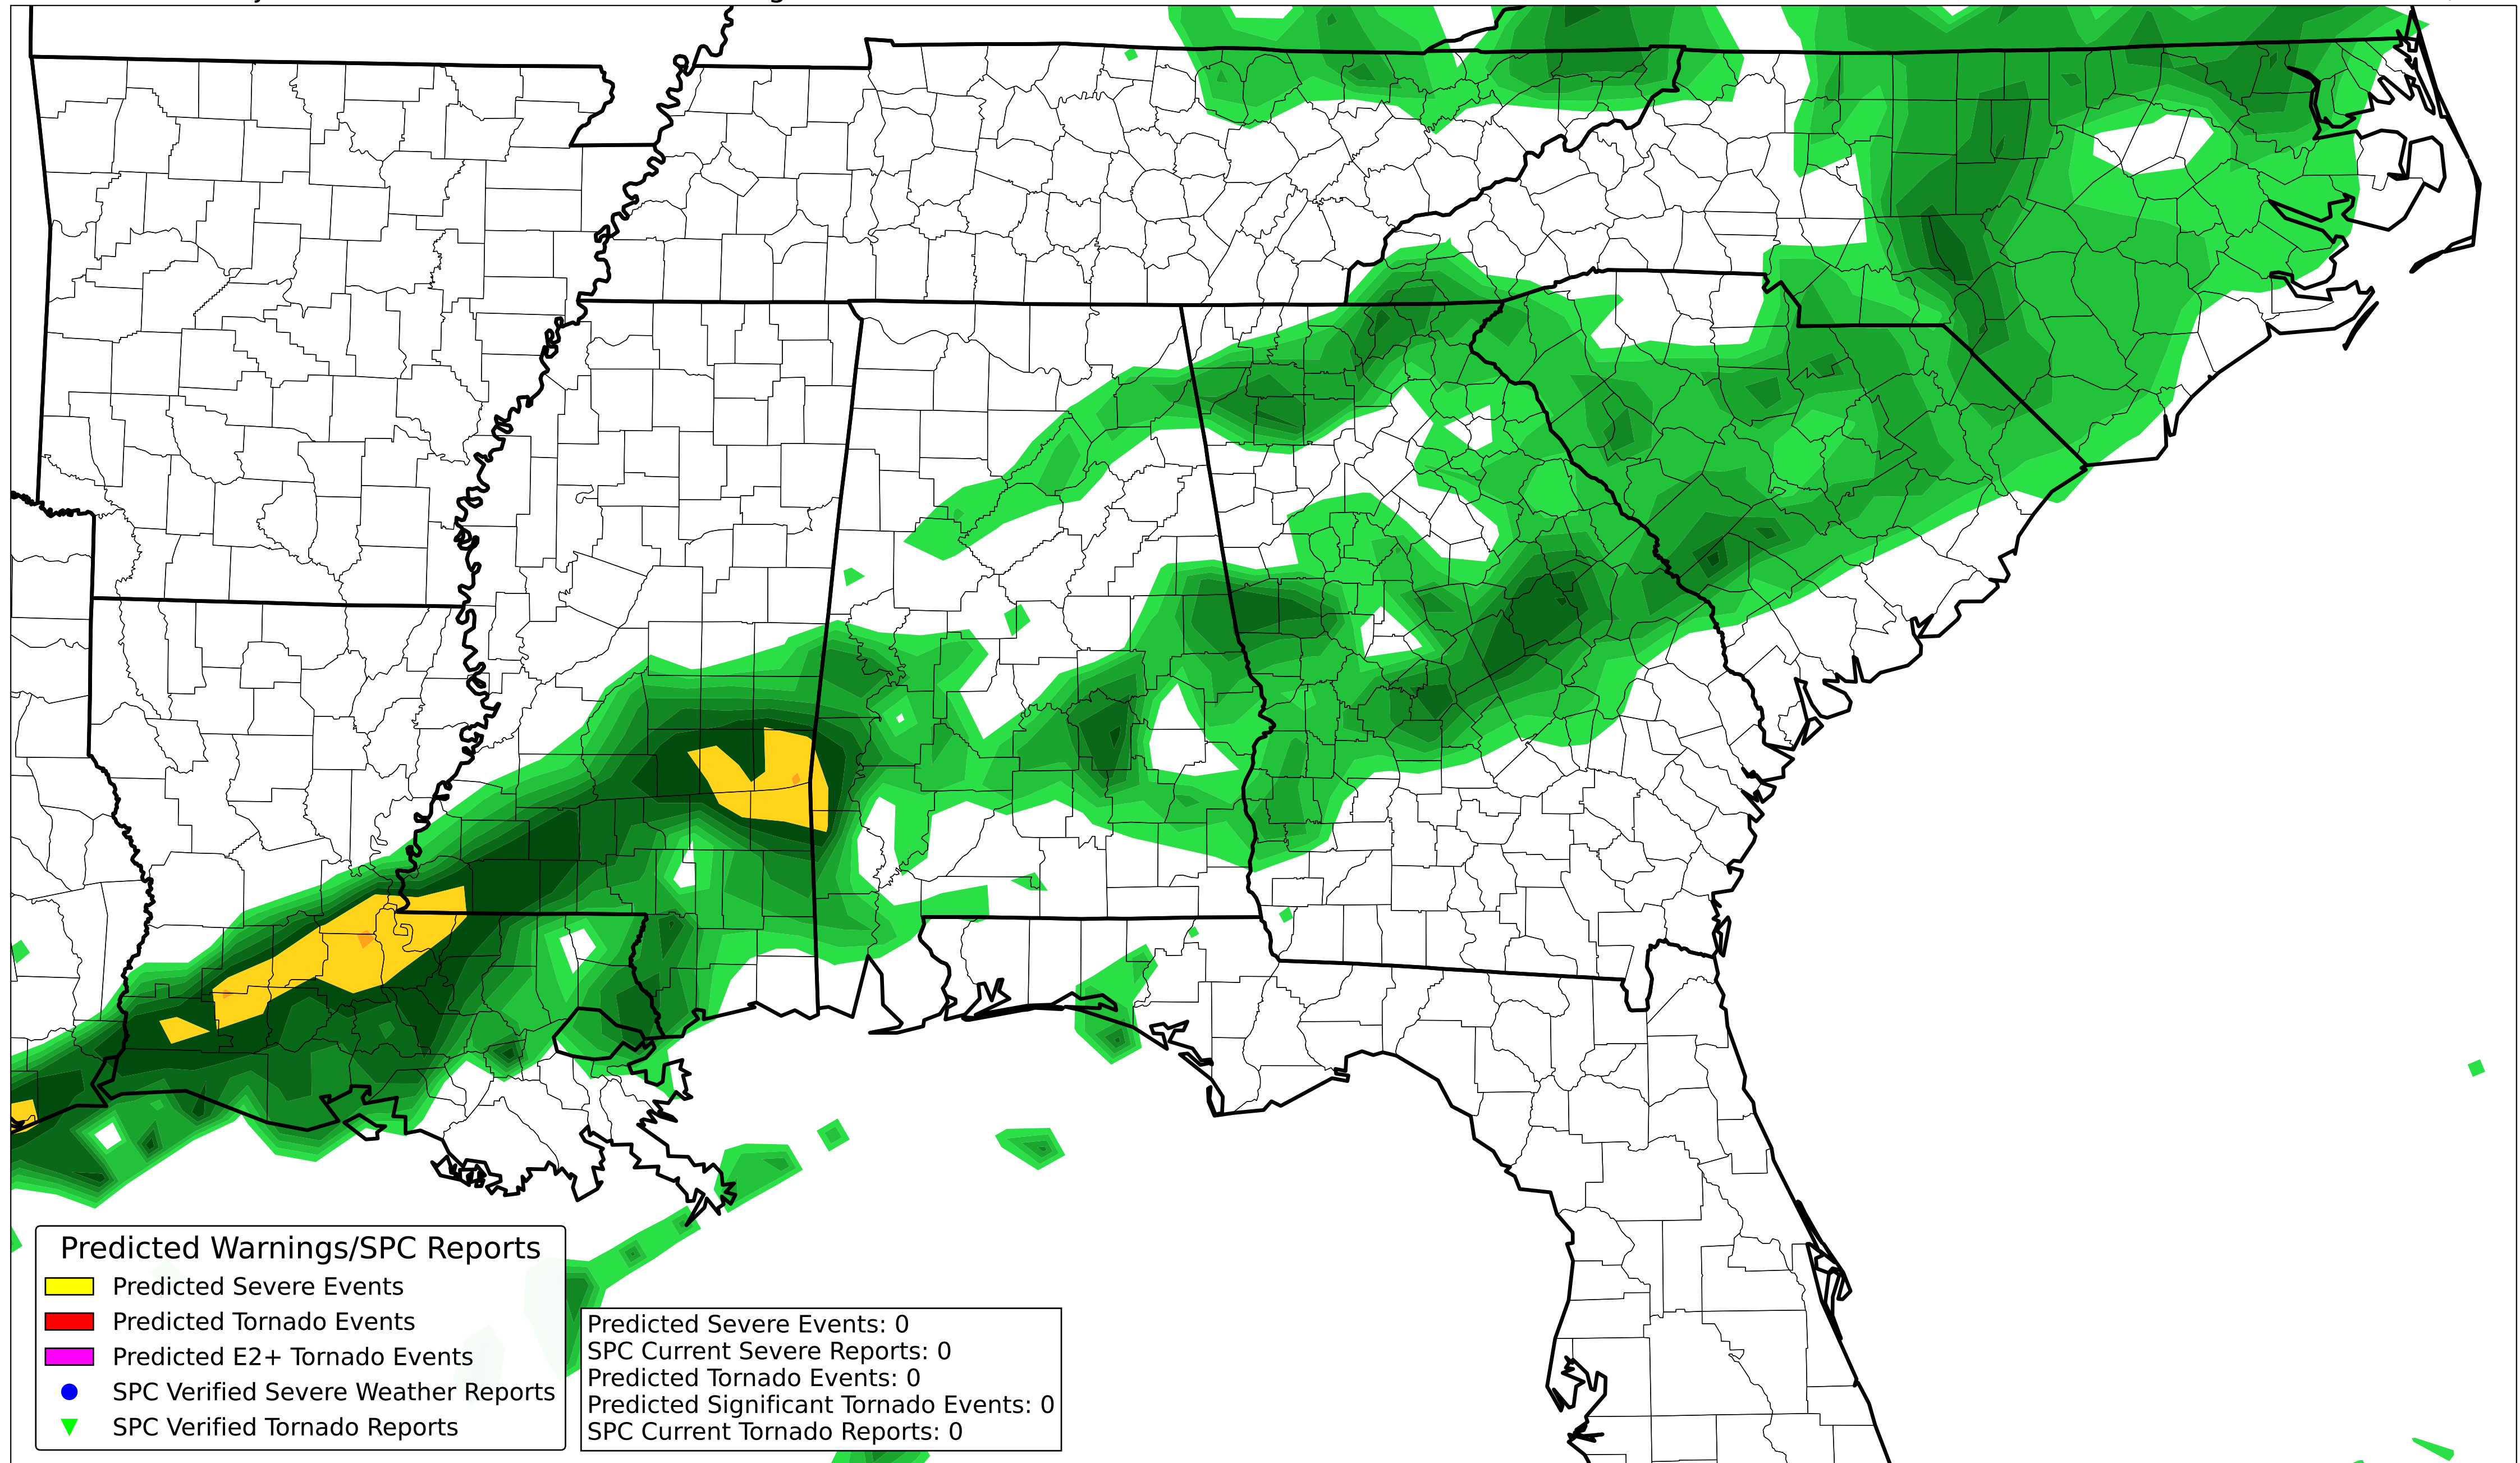 Predicted Warnings/SPC Reports
Predicted Severe Events
Predicted Tornado Events
Predicted E2+ Tornado Events
SPC Verified Severe Weather Reports
SPC Verified Tornado Reports
Predicted Severe Events: 0
SPC Current Severe Reports: 0
Predicted Tornado Events: 0
Predicted Significant Tornado Events: 0
SPC Current Tornado Reports: 0